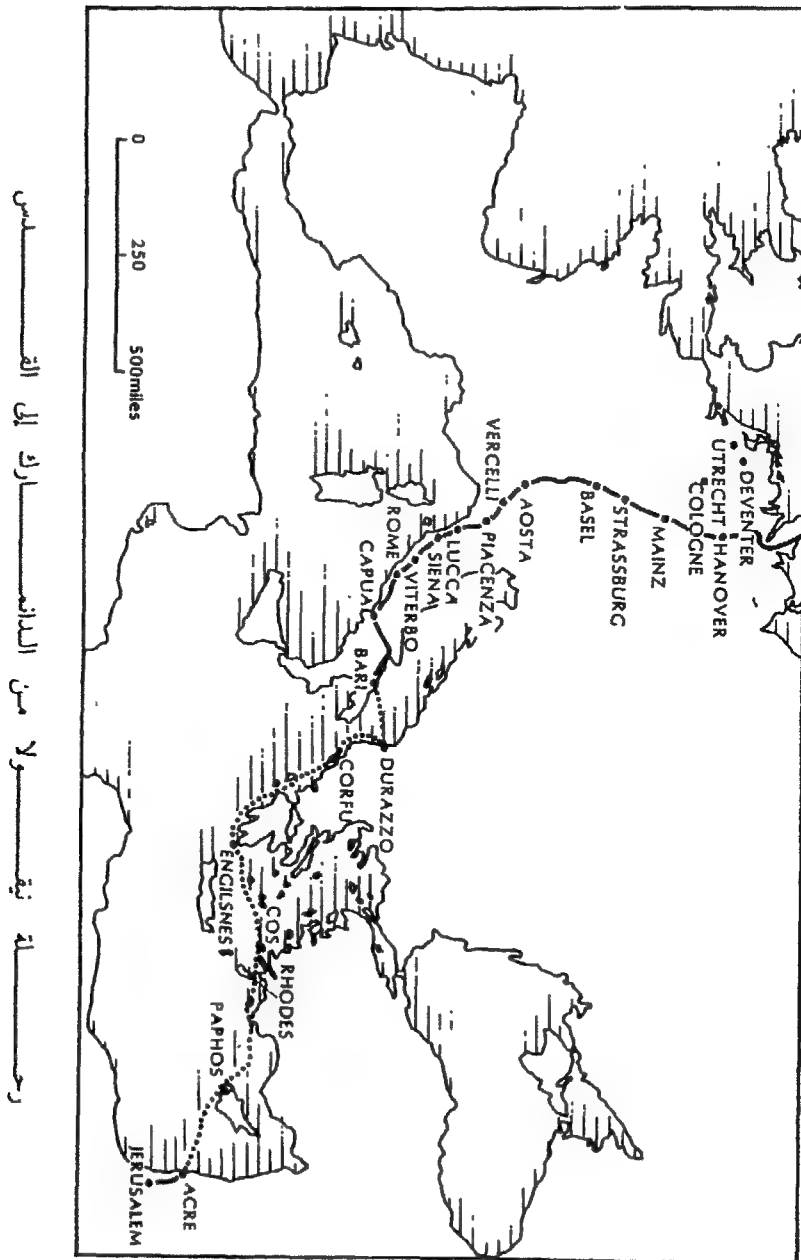 DEVENTER
UTRECHT
HANOVER
COLOGNE
MAINZ
STRASSBURG
BASEL
AOSTA
VERCELLI
PIACENZA
LUCCA
SIENA
VITERBO
ROME
CAPUA
BARI
DURAZZO
CORFU
ENGILSNES
COS
RHODES
PAPHOS
ACRE
JERUSALEM
0 250 500miles
رحلة نيقولا من الدانمارك إلى القدس